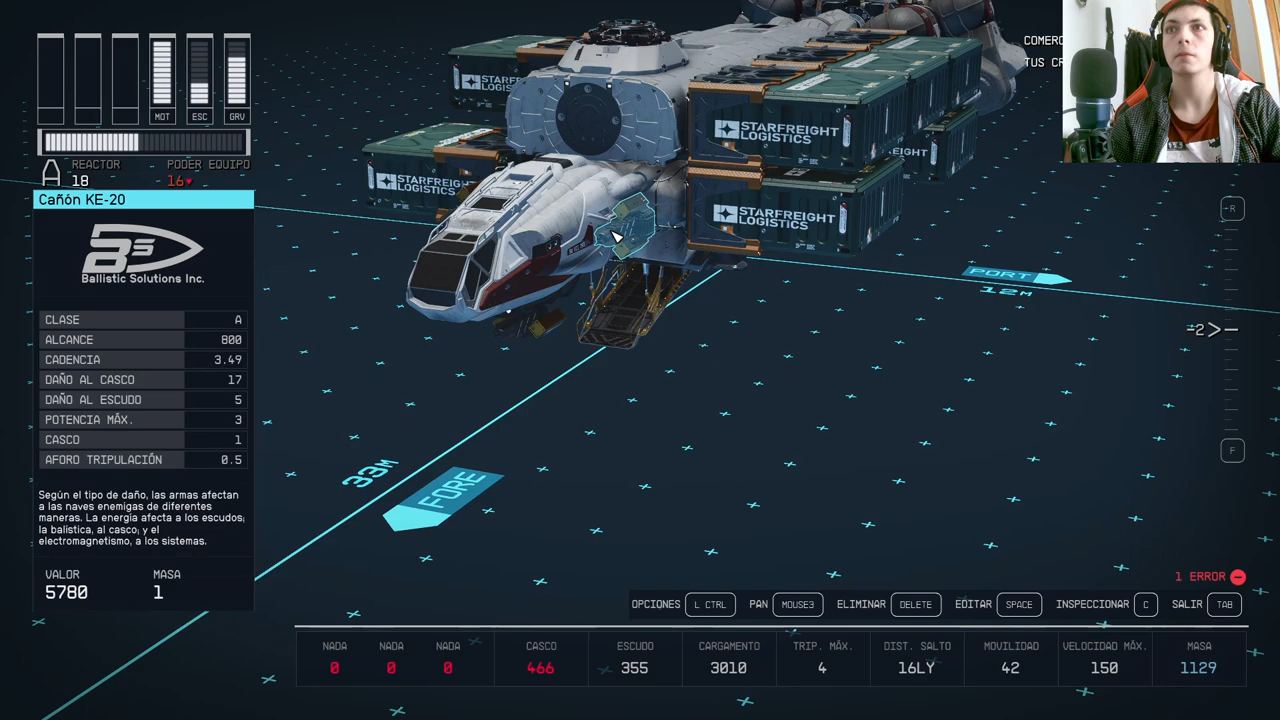 MOT ESC GRV
A REACTOR
18
PODER EQUIPO
16
Cañón KE-20
BS
Ballistic Solutions Inc.
CLASE A
ALCANCE 800
CADENCIA 3.49
DAÑO AL CASCO 17
DAÑO AL ESCUDO 5
POTENCIA MÁX. 3
CASCO 1
AFORO TRIPULACIÓN 0.5
Según el tipo de daño, las armas afectan
a las naves enemigas de diferentes
maneras. La energía afecta a los escudos;
la balística, al casco; y el
electromagnetismo, a los sistemas.
VALOR MASA
5780 1
STARFREIGHT
LOGISTICS
STARFREIGHT
LOGISTICS
STARFREIGHT
LOGISTICS
COMERC
TUS CR
R
-2
F
PORT
12M
33M
FORE
1 ERROR
OPCIONES L CTRL PAN MOUSE3 ELIMINAR DELETE EDITAR SPACE INSPECCIONAR C SALIR TAB
NADA NADA NADA CASCO ESCUDO CARGAMENTO TRIP. MÁX. DIST. SALTO MOVILIDAD VELOCIDAD MÁX. MASA
0 0 0 466 355 3010 4 16LY 42 150 1129